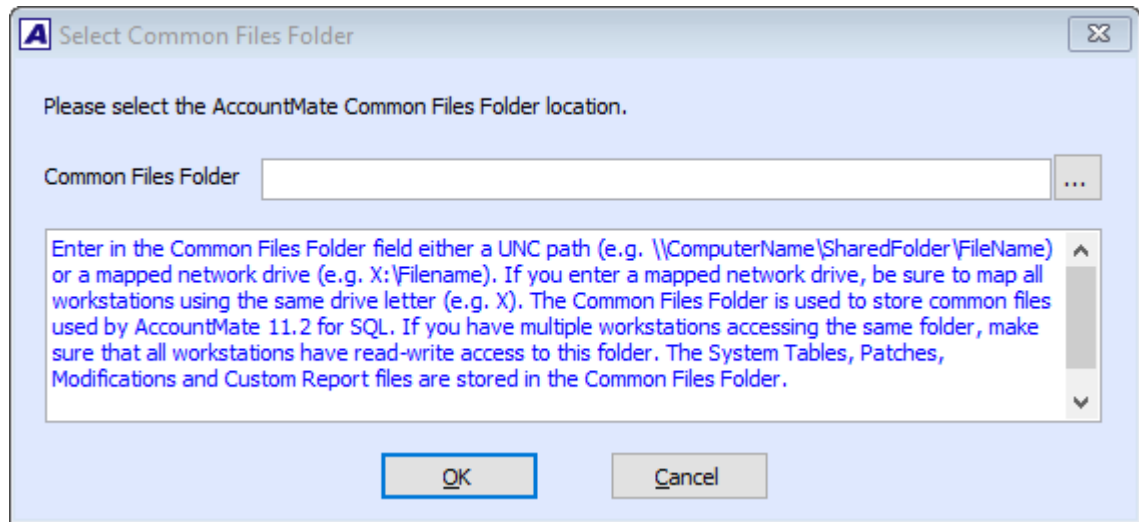 Select Common Files Folder
Please select the AccountMate Common Files Folder location.
Common Files Folder
...
Enter in the Common Files Folder field either a UNC path (e.g. \\ComputerName\SharedFolder\FileName)
or a mapped network drive (e.g. X:\Filename). If you enter a mapped network drive, be sure to map all
workstations using the same drive letter (e.g. X). The Common Files Folder is used to store common files
used by AccountMate 11.2 for SQL. If you have multiple workstations accessing the same folder, make
sure that all workstations have read-write access to this folder. The System Tables, Patches,
Modifications and Custom Report files are stored in the Common Files Folder.
OK Cancel